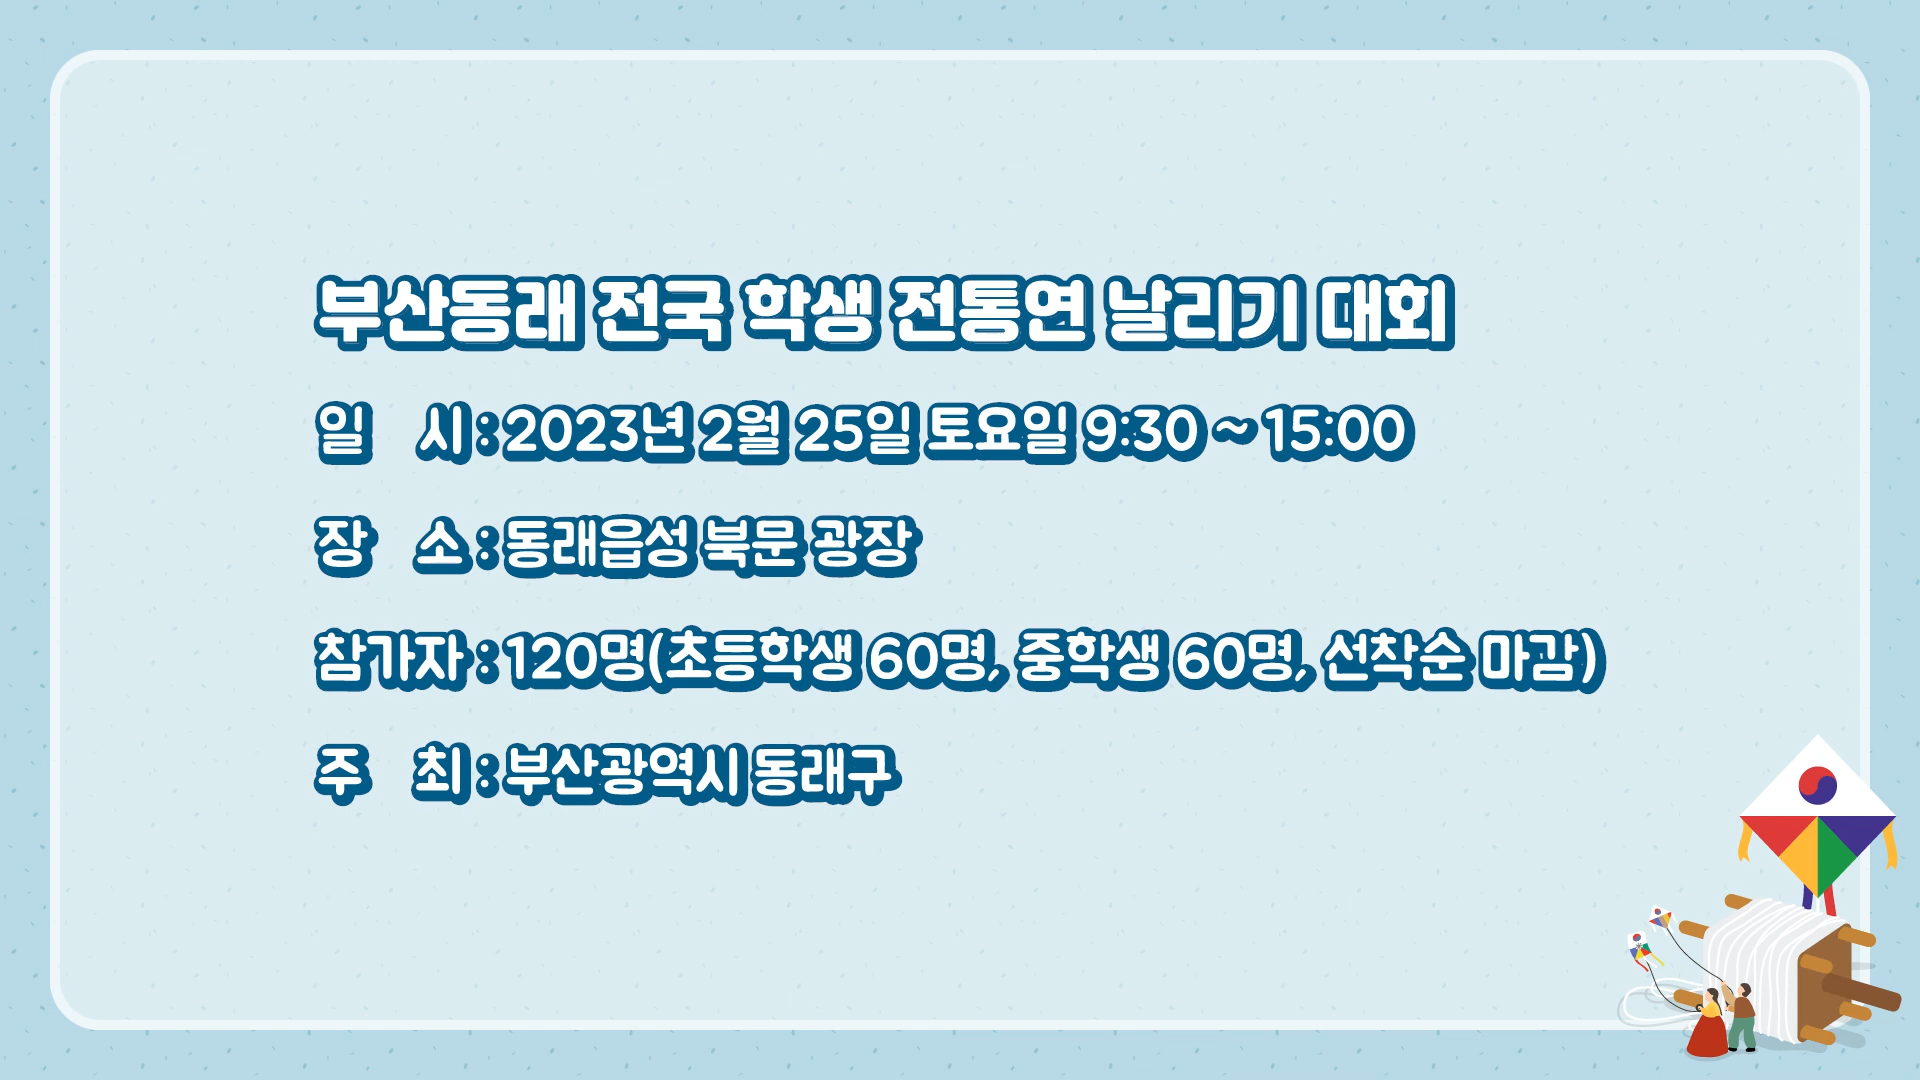 부산동래 전국 학생 전통연 날리기 대회
일 시 : 2023년 2월 25일 토요일 9:30 ~ 15:00
장 소 : 동래읍성 북문 광장
참가자 : 120명(초등학생 60명, 중학생 60명, 선착순 마감)
주 최 : 부산광역시 동래구